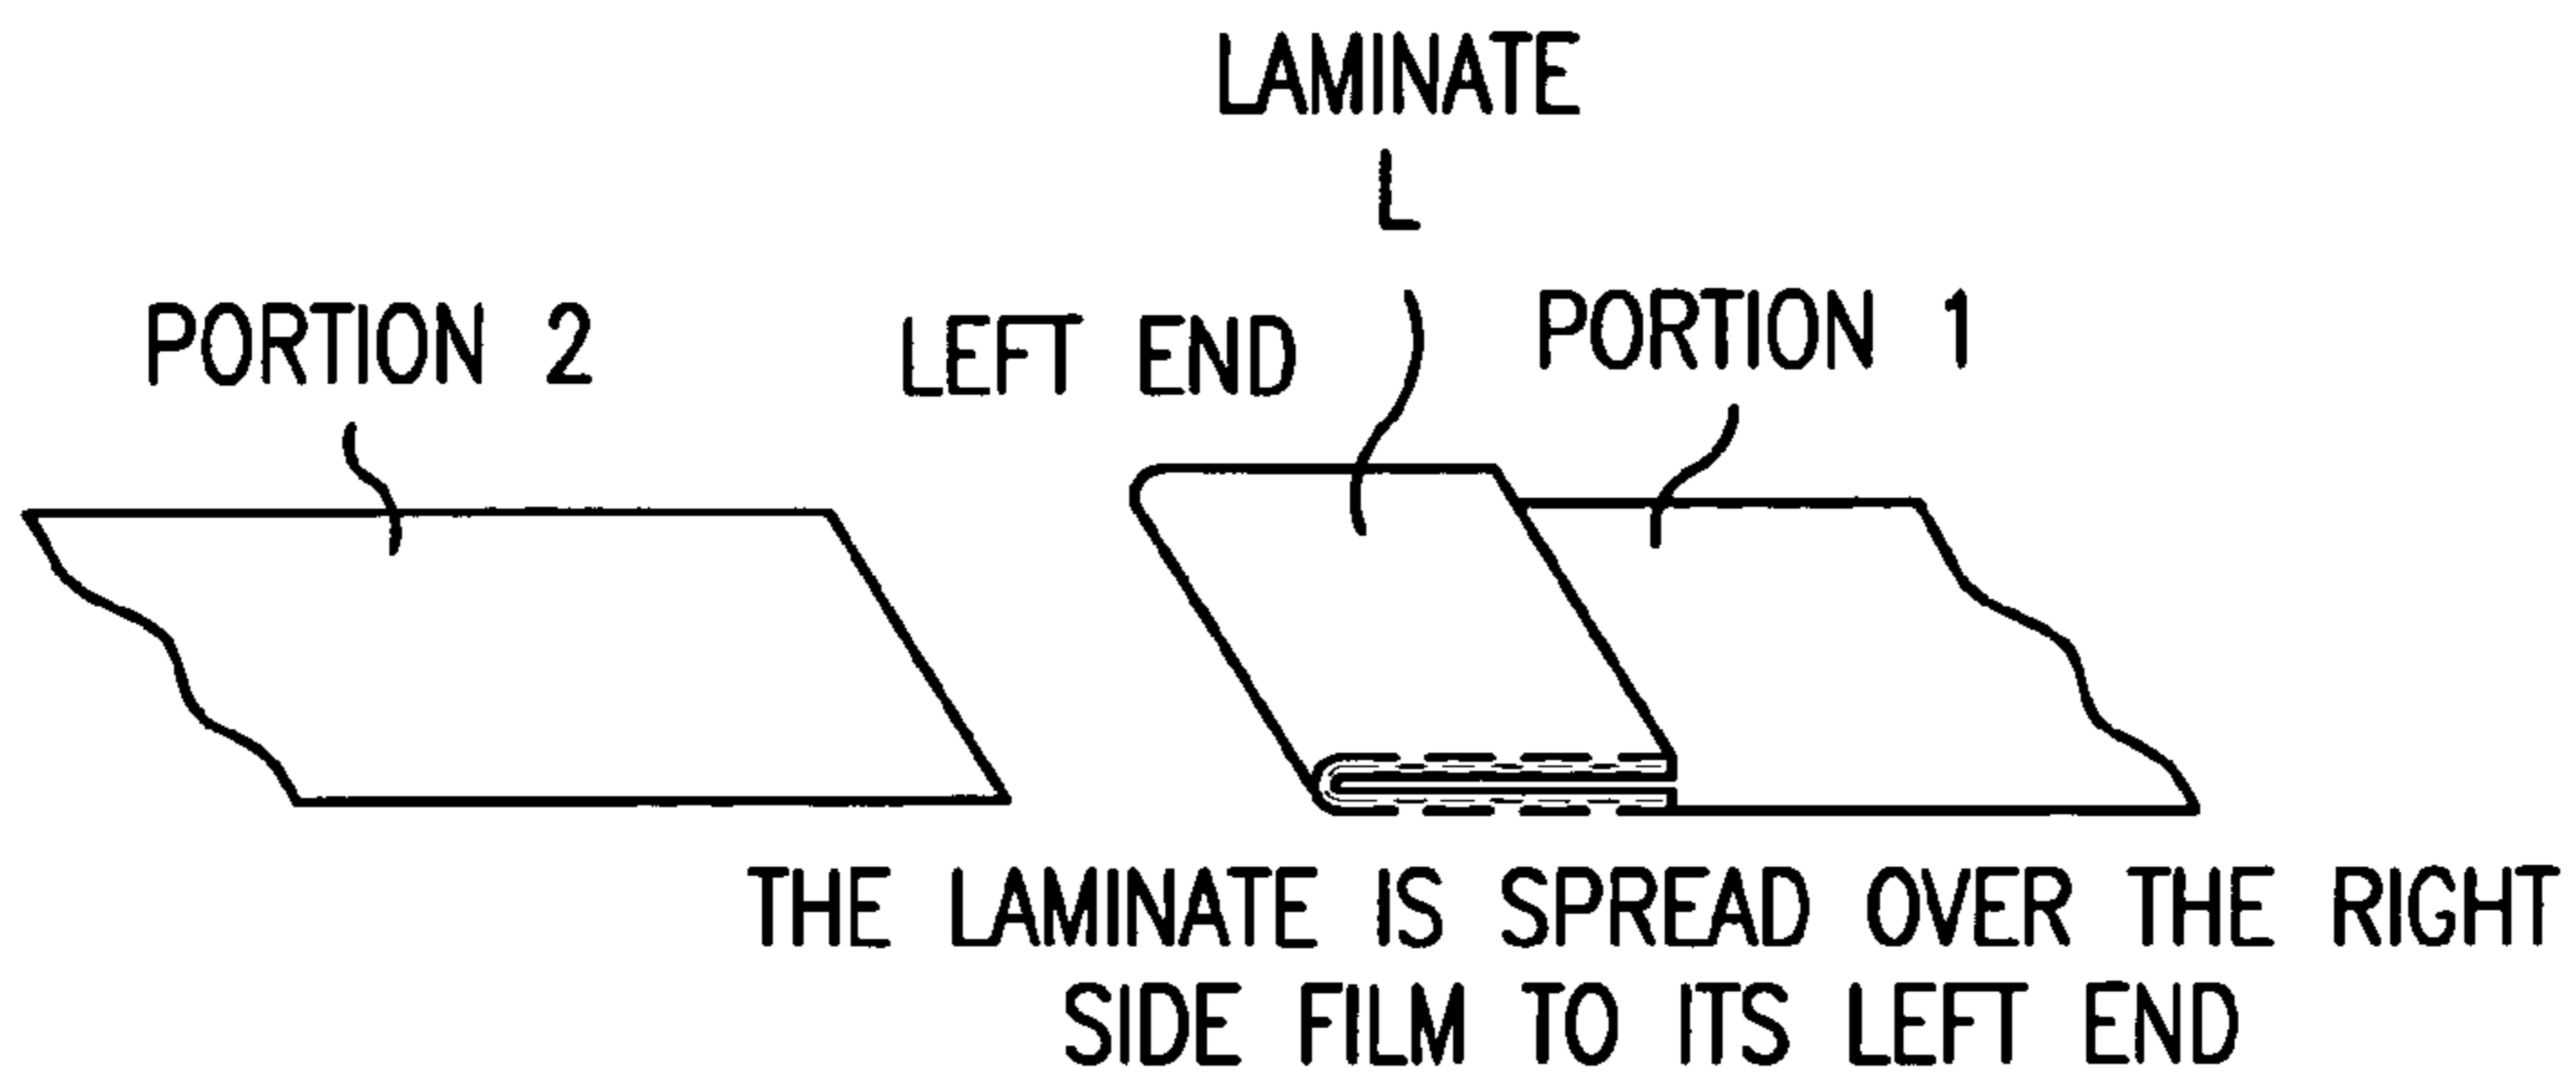 LAMINATE
L
PORTION 2
LEFT END
PORTION 1
THE LAMINATE IS SPREAD OVER THE RIGHT
SIDE FILM TO ITS LEFT END